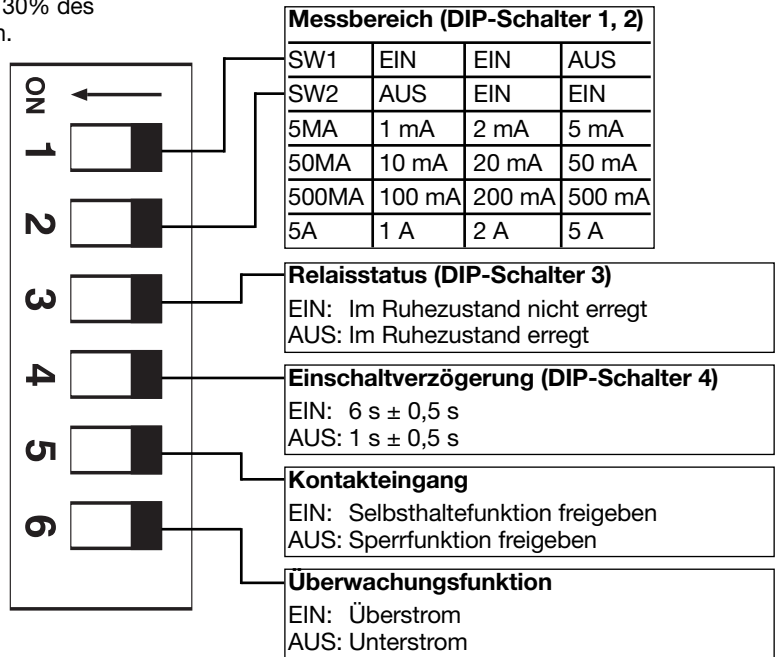 30% des
n.
ON
1
2
3
4
5
6
Messbereich (DIP-Schalter 1, 2)
SW1 EIN EIN AUS
SW2 AUS EIN EIN
5MA 1 mA 2 mA 5 mA
50MA 10 mA 20 mA 50 mA
500MA 100 mA 200 mA 500 mA
5A 1 A 2 A 5 A
Relaisstatus (DIP-Schalter 3)
EIN: Im Ruhezustand nicht erregt
AUS: Im Ruhezustand erregt
Einschaltverzögerung (DIP-Schalter 4)
EIN: 6 s ± 0,5 s
AUS: 1 s ± 0,5 s
Kontakteingang
EIN: Selbsthaltefunktion freigeben
AUS: Sperrfunktion freigeben
Überwachungsfunktion
EIN: Überstrom
AUS: Unterstrom